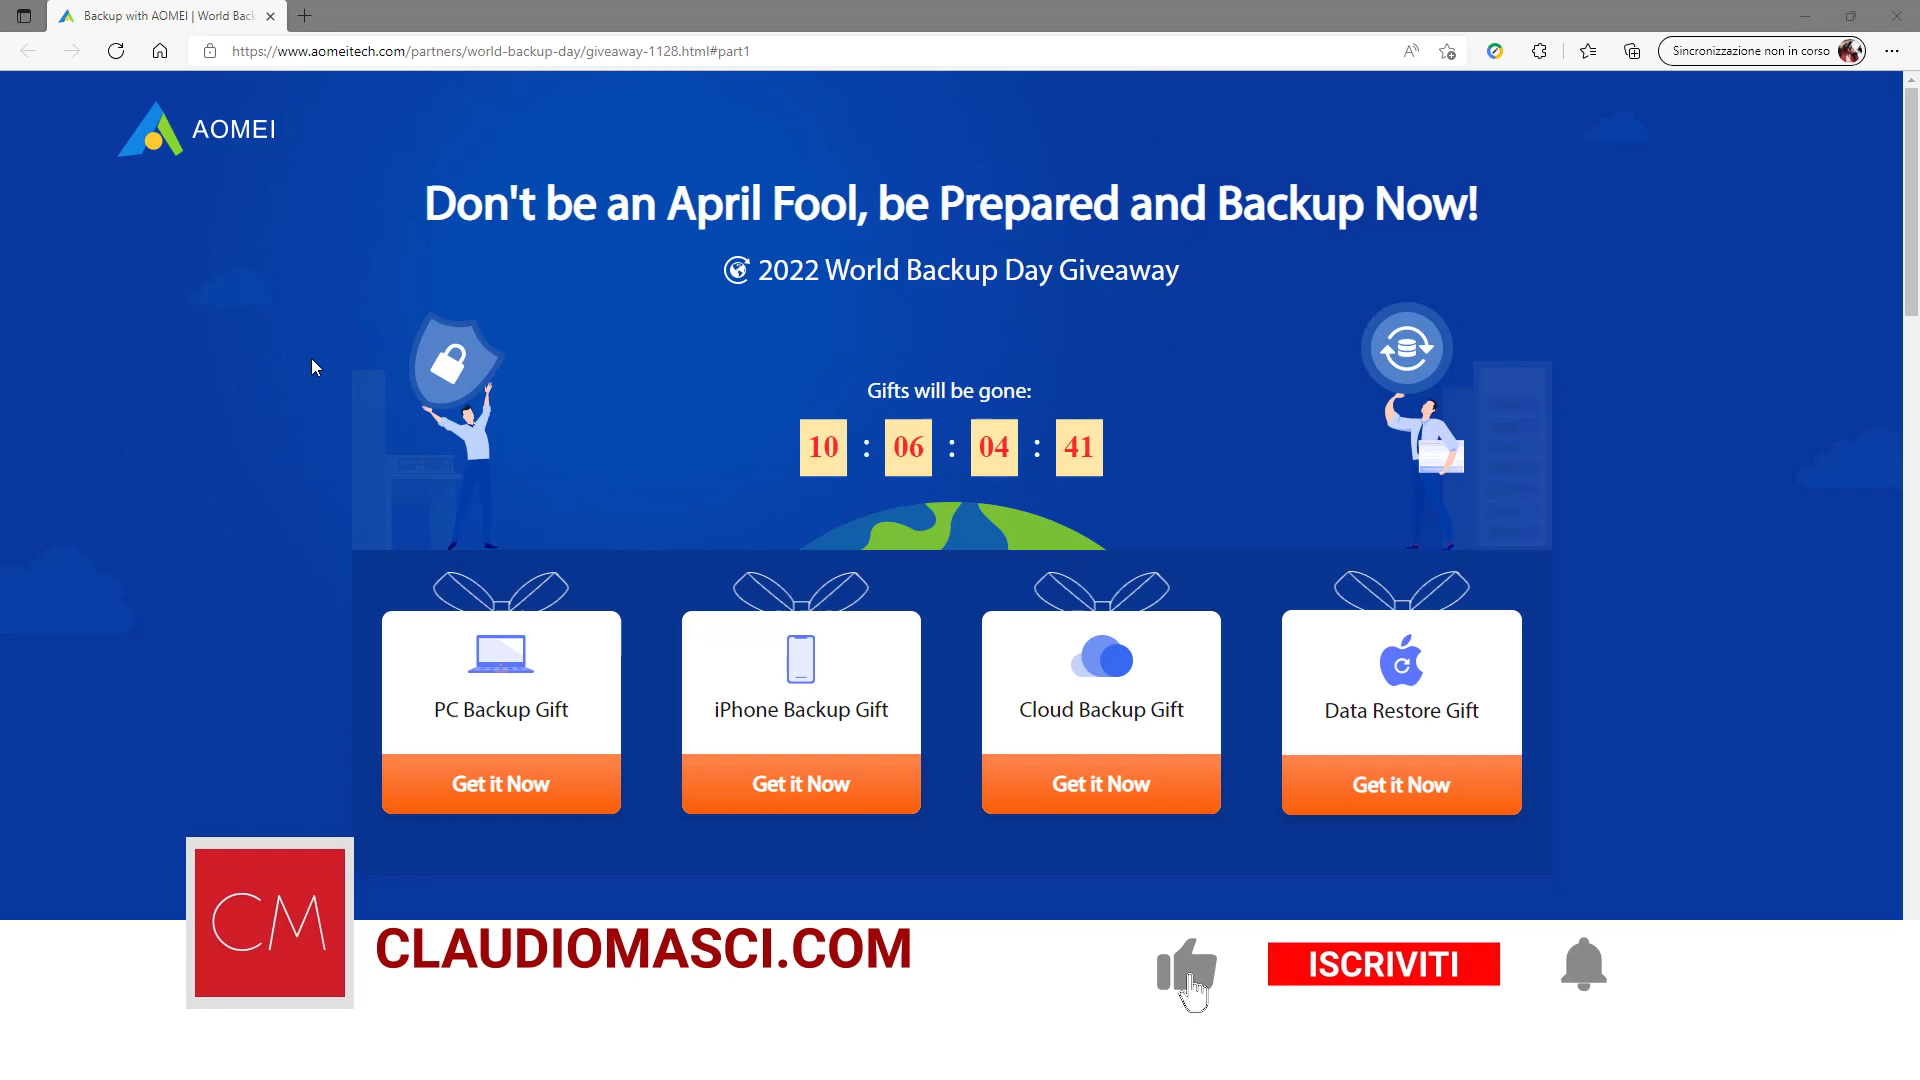 Backup with AOMEI | World Back
https://www.aomeitech.com/partners/world-backup-day/giveaway-1128.html#part1
Sincronizzazione non in corso
AOMEI
Don't be an April Fool, be Prepared and Backup Now!
2022 World Backup Day Giveaway
Gifts will be gone:
10 : 06 : 04 : 41
PC Backup Gift
Get it Now
iPhone Backup Gift
Get it Now
Cloud Backup Gift
Get it Now
Data Restore Gift
Get it Now
CM
CLAUDIOMASCI.COM
ISCRIVITI